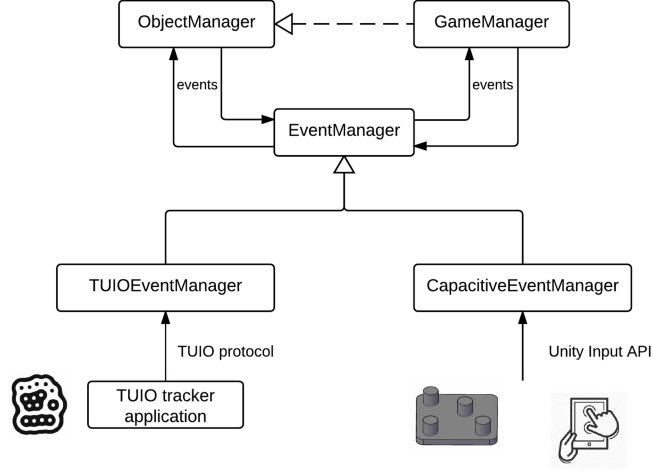 ObjectManager
GameManager
events
events
EventManager
TUIOEventManager
CapacitiveEventManager
TUIO protocol
Unity Input API
TUIO tracker
application